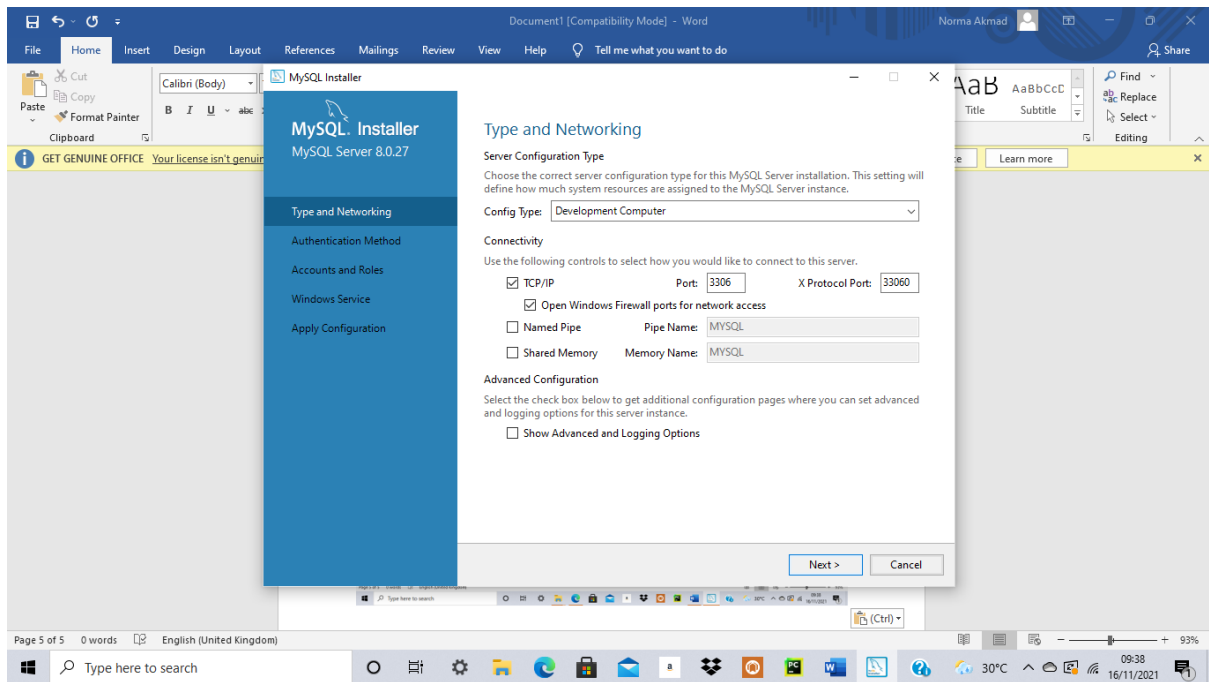 Document1 [Compatibility Mode] - Word
Norma Akmad
File Home Insert Design Layout References Mailings Review View Help Tell me what you want to do
Share
Paste
Cut
Copy
Format Painter
Clipboard
Calibri (Body)
B I U abc
MySQL Installer
AaB
Title
AaBbCcD
Subtitle
Find
Replace
Select
Editing
GET GENUINE OFFICE Your license isn't genuin
Learn more
MySQL. Installer
MySQL Server 8.0.27
Type and Networking
Authentication Method
Accounts and Roles
Windows Service
Apply Configuration
Type and Networking
Server Configuration Type
Choose the correct server configuration type for this MySQL Server installation. This setting will
define how much system resources are assigned to the MySQL Server instance.
Config Type: Development Computer
Connectivity
Use the following controls to select how you would like to connect to this server.
TCP/IP Port: 3306 X Protocol Port: 33060
Open Windows Firewall ports for network access
Named Pipe Pipe Name: MYSQL
Shared Memory Memory Name: MYSQL
Advanced Configuration
Select the check box below to get additional configuration pages where you can set advanced
and logging options for this server instance.
Show Advanced and Logging Options
Next > Cancel
Type here to search
(Ctrl)
Page 5 of 5 0 words English (United Kingdom)
93%
Type here to search
30°C
09:38
16/11/2021